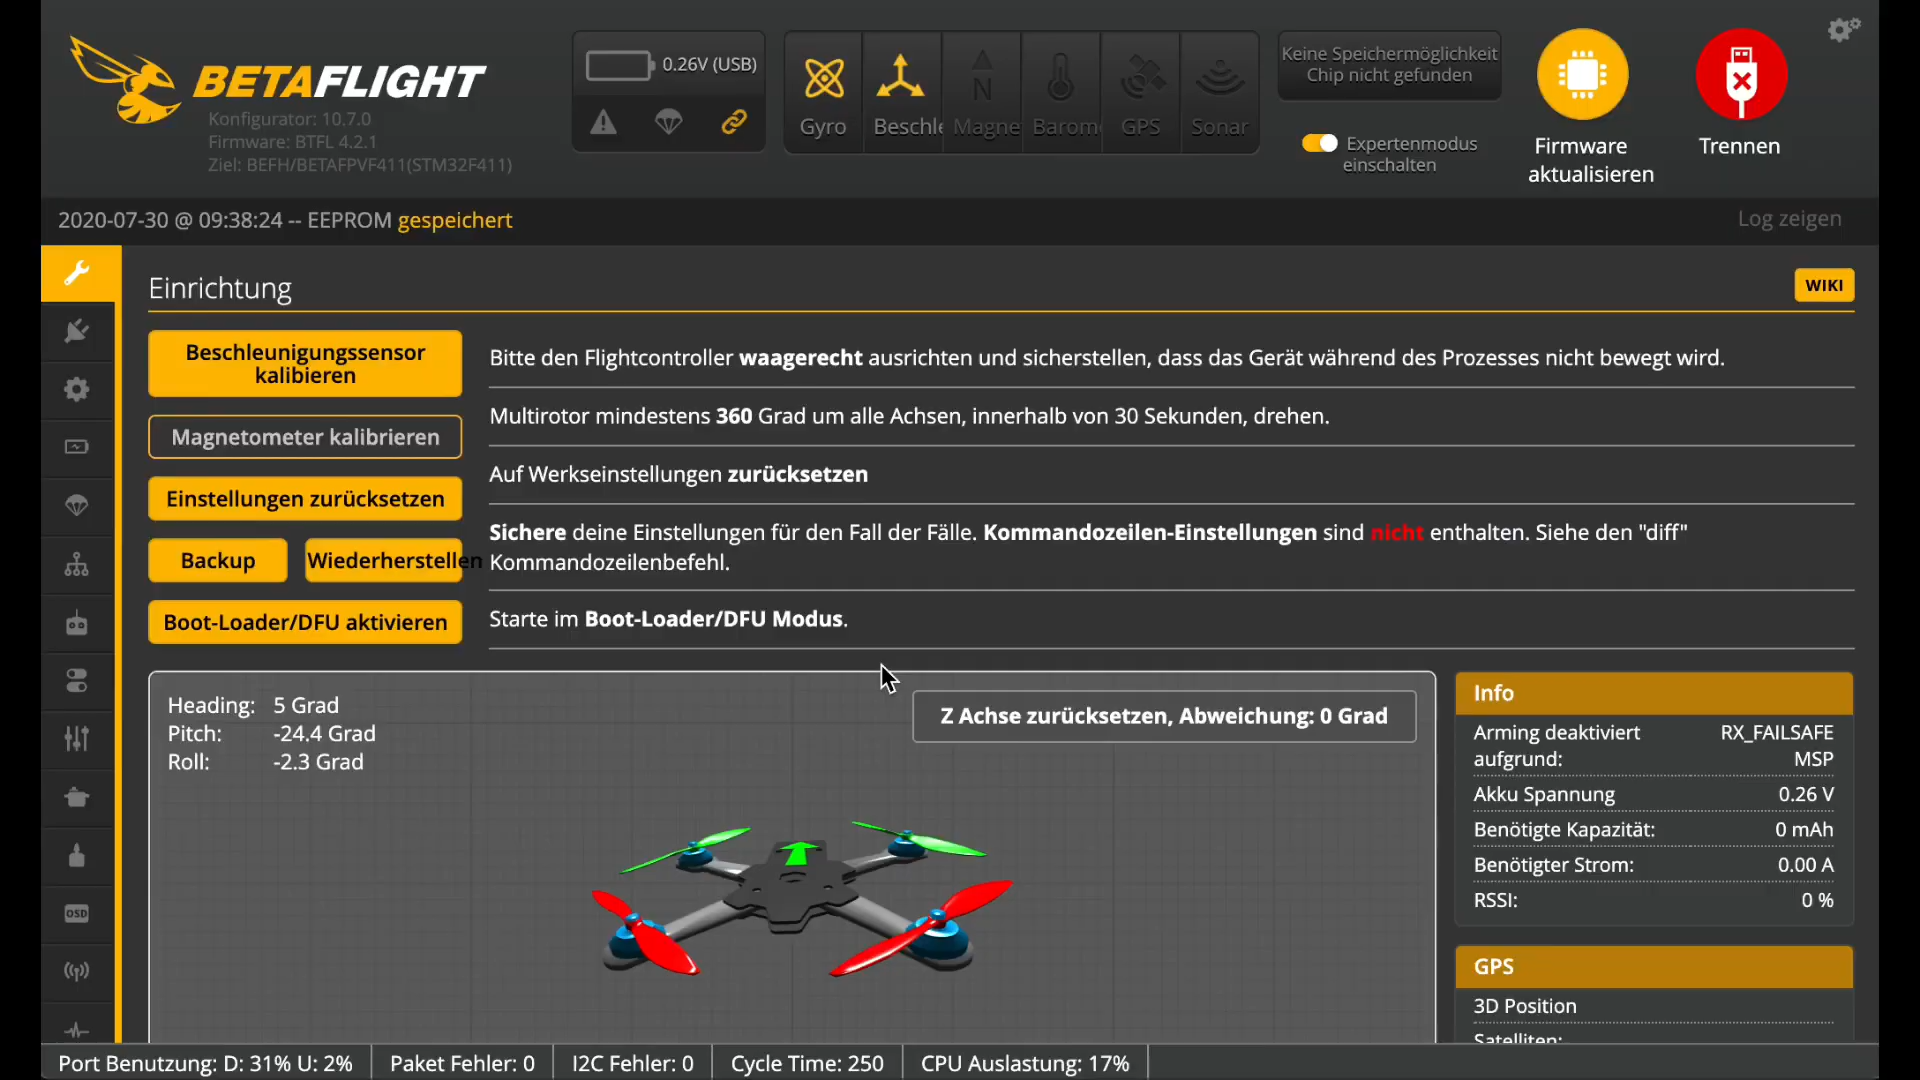 BETAFLIGHT
Konfigurator: 10.7.0
Firmware: BTFL 4.2.1
Ziel: BEFH/BETAFPVF411(STM32F411)
0.26V (USB)
Gyro
Beschle
N
Magne
Barom
GPS
Sonar
Keine Speichermöglichkeit
Chip nicht gefunden
Expertenmodus
einschalten
Firmware
aktualisieren
Trennen
2020-07-30 @ 09:38:24 -- EEPROM gespeichert
Log zeigen
Einrichtung
WIKI
Beschleunigungssensor
kalibieren
Bitte den Flightcontroller waagerecht ausrichten und sicherstellen, dass das Gerät während des Prozesses nicht bewegt wird.
Magnetometer kalibrieren
Multirotor mindestens 360 Grad um alle Achsen, innerhalb von 30 Sekunden, drehen.
Einstellungen zurücksetzen
Auf Werkseinstellungen zurücksetzen
Backup
Wiederherstellen
Sichere deine Einstellungen für den Fall der Fälle. Kommandozeilen-Einstellungen sind nicht enthalten. Siehe den "diff"
Kommandozeilenbefehl.
Boot-Loader/DFU aktivieren
Starte im Boot-Loader/DFU Modus.
Heading: 5 Grad
Pitch: -24.4 Grad
Roll: -2.3 Grad
Z Achse zurücksetzen, Abweichung: 0 Grad
Info
Arming deaktiviert RX_FAILSAFE
aufgrund: MSP
Akku Spannung 0.26 V
Benötigte Kapazität: 0 mAh
Benötigter Strom: 0.00 A
RSSI: 0 %
GPS
3D Position
Satelliten:
OSD
Port Benutzung: D: 31% U: 2%
Paket Fehler: 0
I2C Fehler: 0
Cycle Time: 250
CPU Auslastung: 17%